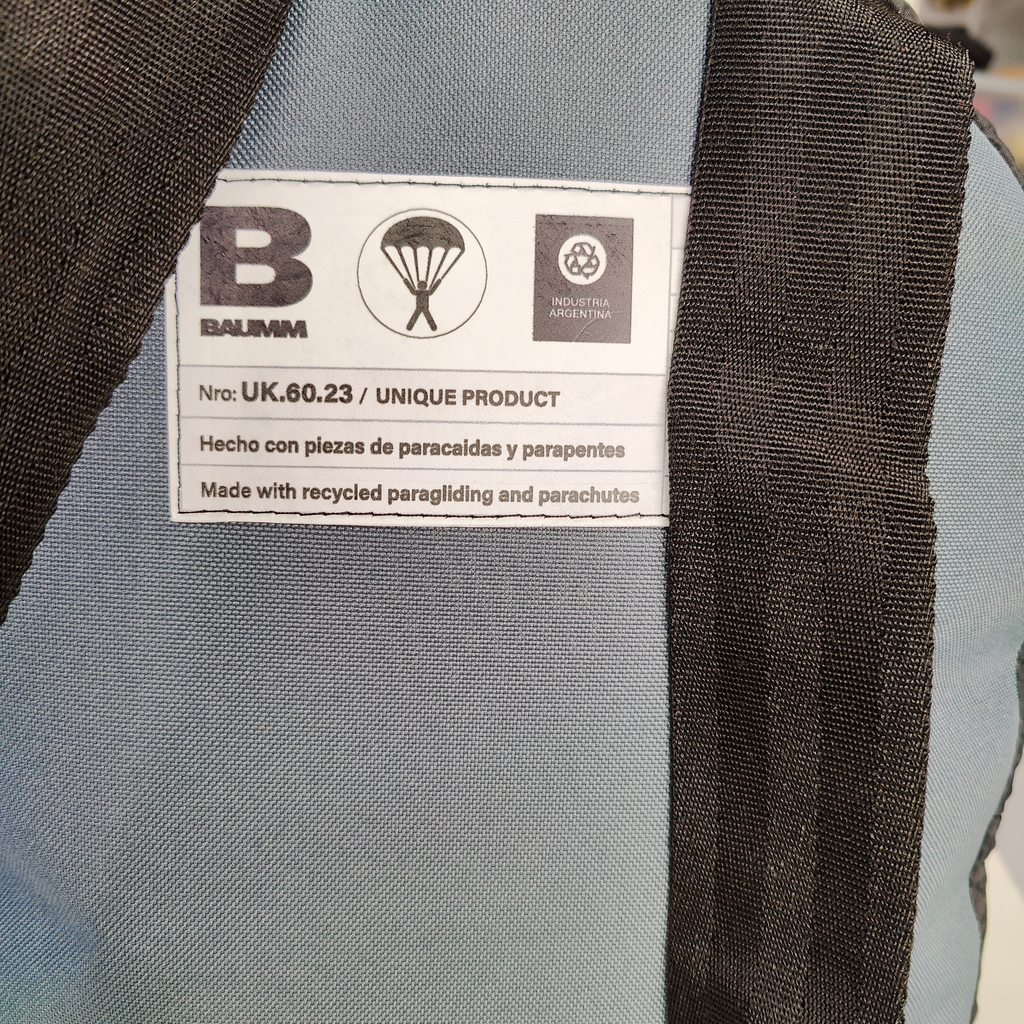 B
BAUMM
INDUSTRIA
ARGENTINA
Nro: UK.60.23 / UNIQUE PRODUCT
Hecho con piezas de paracaidas y parapentes
Made with recycled paragliding and parachutes